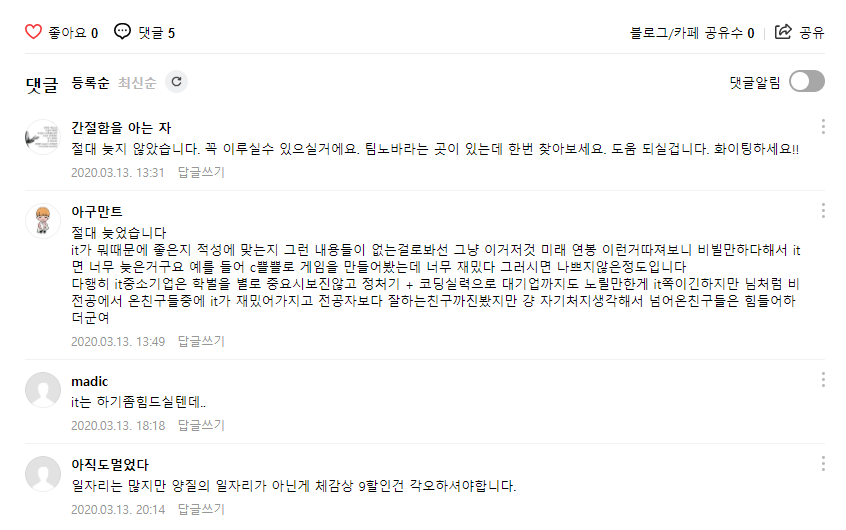 좋아요 0 댓글 5 블로그/카페 공유수 0 공유
댓글 등록순 최신순 댓글알림
간절함을 아는 자
절대 늦지 않았습니다. 꼭 이루실수 있으실거에요. 팀노바라는 곳이 있는데 한번 찾아보세요. 도움 되실겁니다. 화이팅하세요!!
2020.03.13. 13:31 답글쓰기
아구만트
절대 늦었습니다
it가 뭐때문에 좋은지 적성에 맞는지 그런 내용들이 없는걸로봐선 그냥 이거저것 미래 연봉 이런거따져보니 비빌만하다해서 it
면 너무 늦은거구요 예를 들어 c쁠쁠로 게임을 만들어봤는데 너무 재밌다 그러시면 나쁘지않은정도입니다
다행히 it중소기업은 학벌을 별로 중요시보진않고 정처기 + 코딩실력으로 대기업까지도 노릴만한게 it쪽이긴하지만 님처럼 비
전공에서 온친구들중에 it가 재밌어가지고 전공자보다 잘하는친구까진봤지만 걍 자기처지생각해서 넘어온친구들은 힘들어하
더군여
2020.03.13. 13:49 답글쓰기
madic
it는 하기좀힘드실텐데..
2020.03.13. 18:18 답글쓰기
아직도멀었다
일자리는 많지만 양질의 일자리가 아닌게 체감상 9할인건 각오하셔야합니다.
2020.03.13. 20:14 답글쓰기